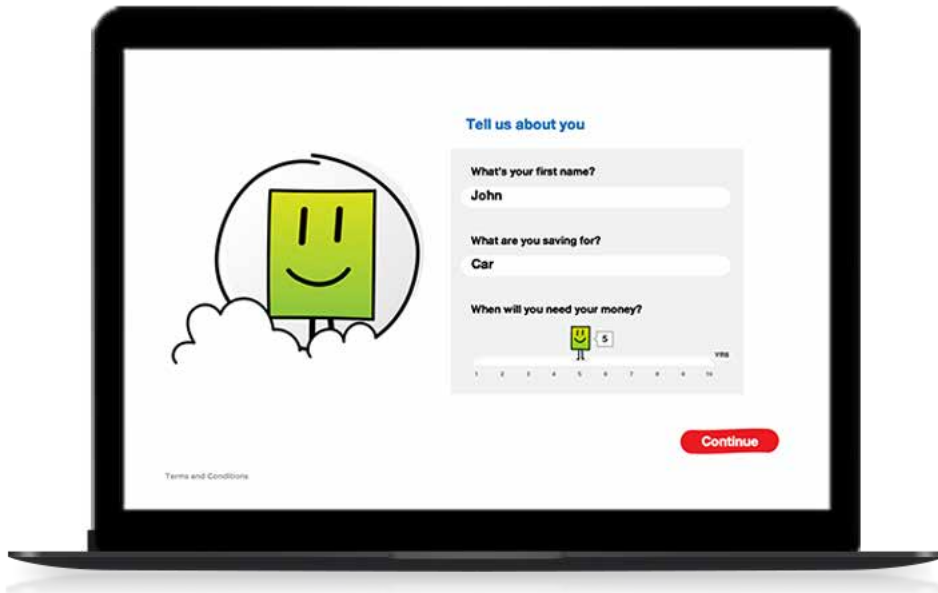 Tell us about you
What's your first name?
John
What are you saving for?
Car
When will you need your money?
5
YRS
1 2 3 4 5 6 7 8 9 10
Continue
Terms and Conditions